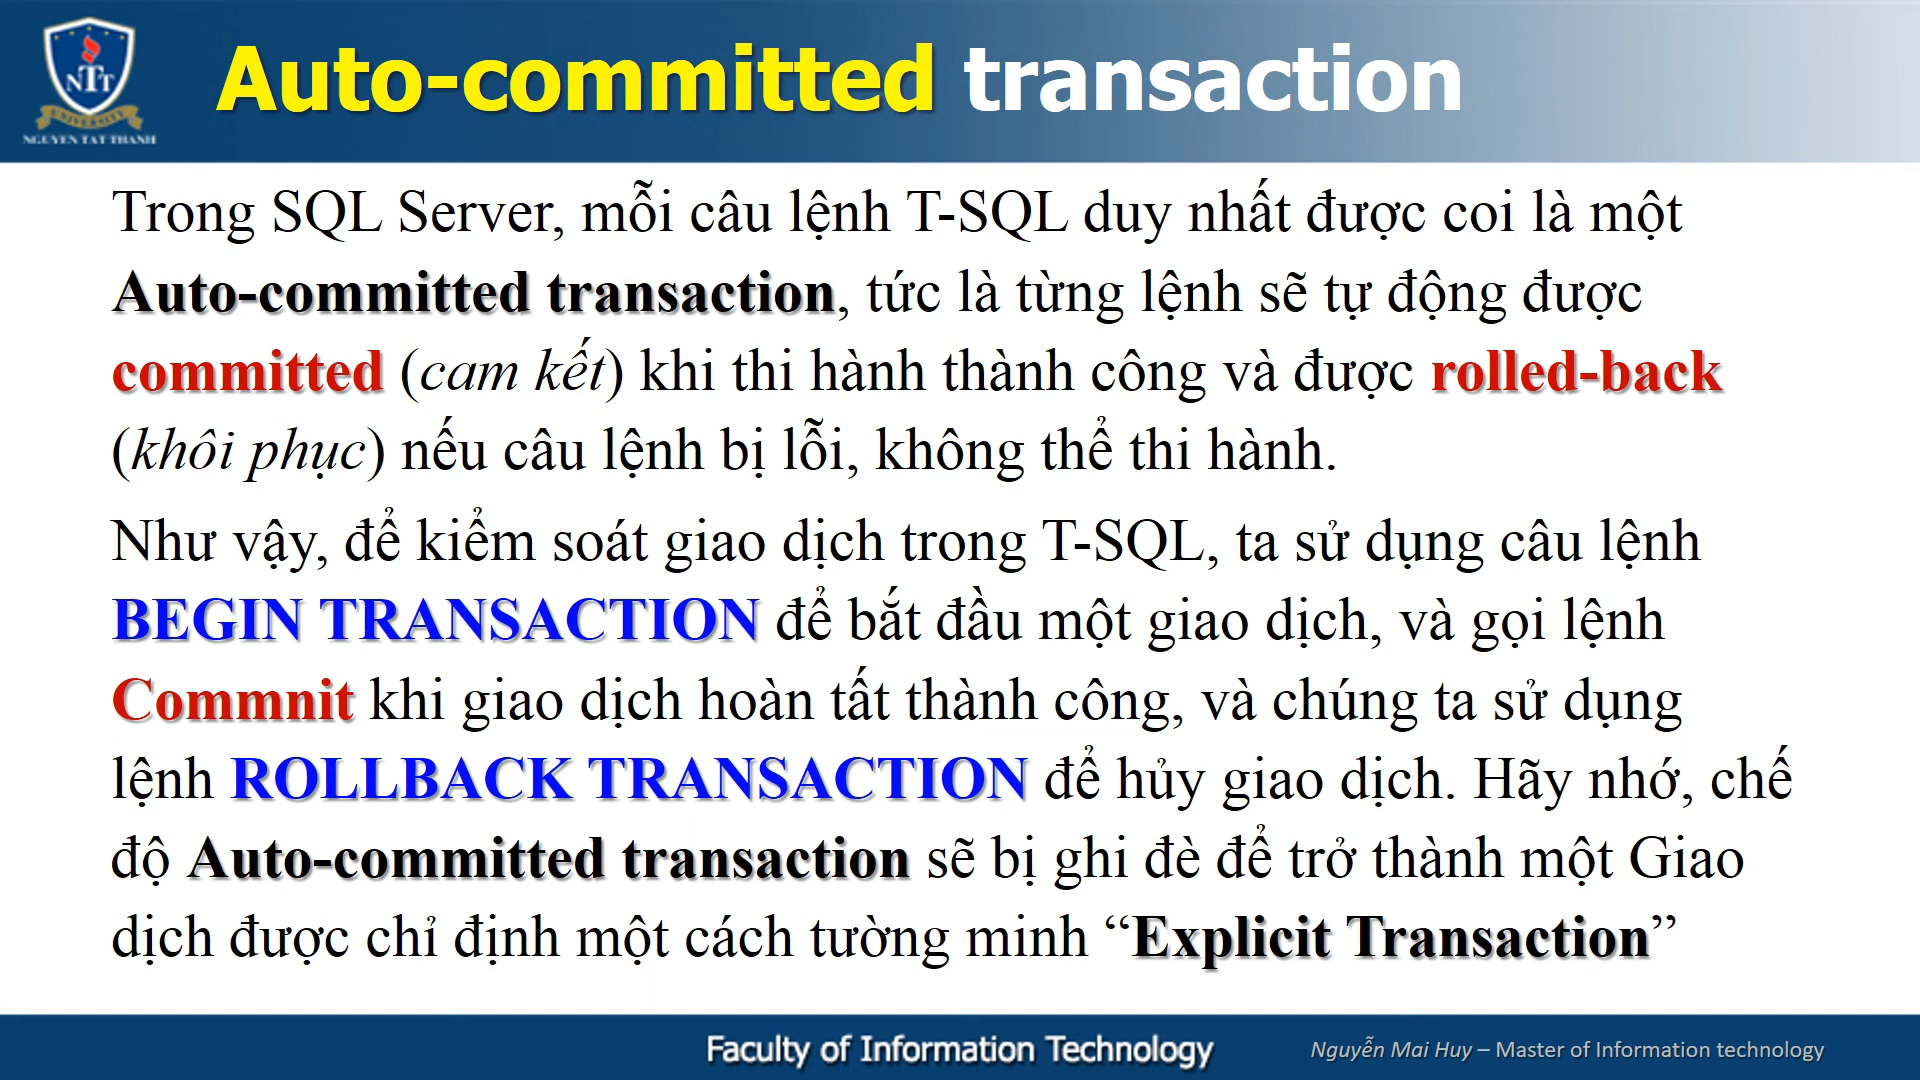 NTT
UNIVERSITY
NGUYEN TAT THANH
Auto-committed transaction
Trong SQL Server, mỗi câu lệnh T-SQL duy nhất được coi là một
Auto-committed transaction, tức là từng lệnh sẽ tự động được
committed (cam kết) khi thi hành thành công và được rolled-back
(khôi phục) nếu câu lệnh bị lỗi, không thể thi hành.
Như vậy, để kiểm soát giao dịch trong T-SQL, ta sử dụng câu lệnh
BEGIN TRANSACTION để bắt đầu một giao dịch, và gọi lệnh
Commnit khi giao dịch hoàn tất thành công, và chúng ta sử dụng
lệnh ROLLBACK TRANSACTION để hủy giao dịch. Hãy nhớ, chế
độ Auto-committed transaction sẽ bị ghi đè để trở thành một Giao
dịch được chỉ định một cách tường minh “Explicit Transaction”
Faculty of Information Technology
Nguyễn Mai Huy – Master of Information technology